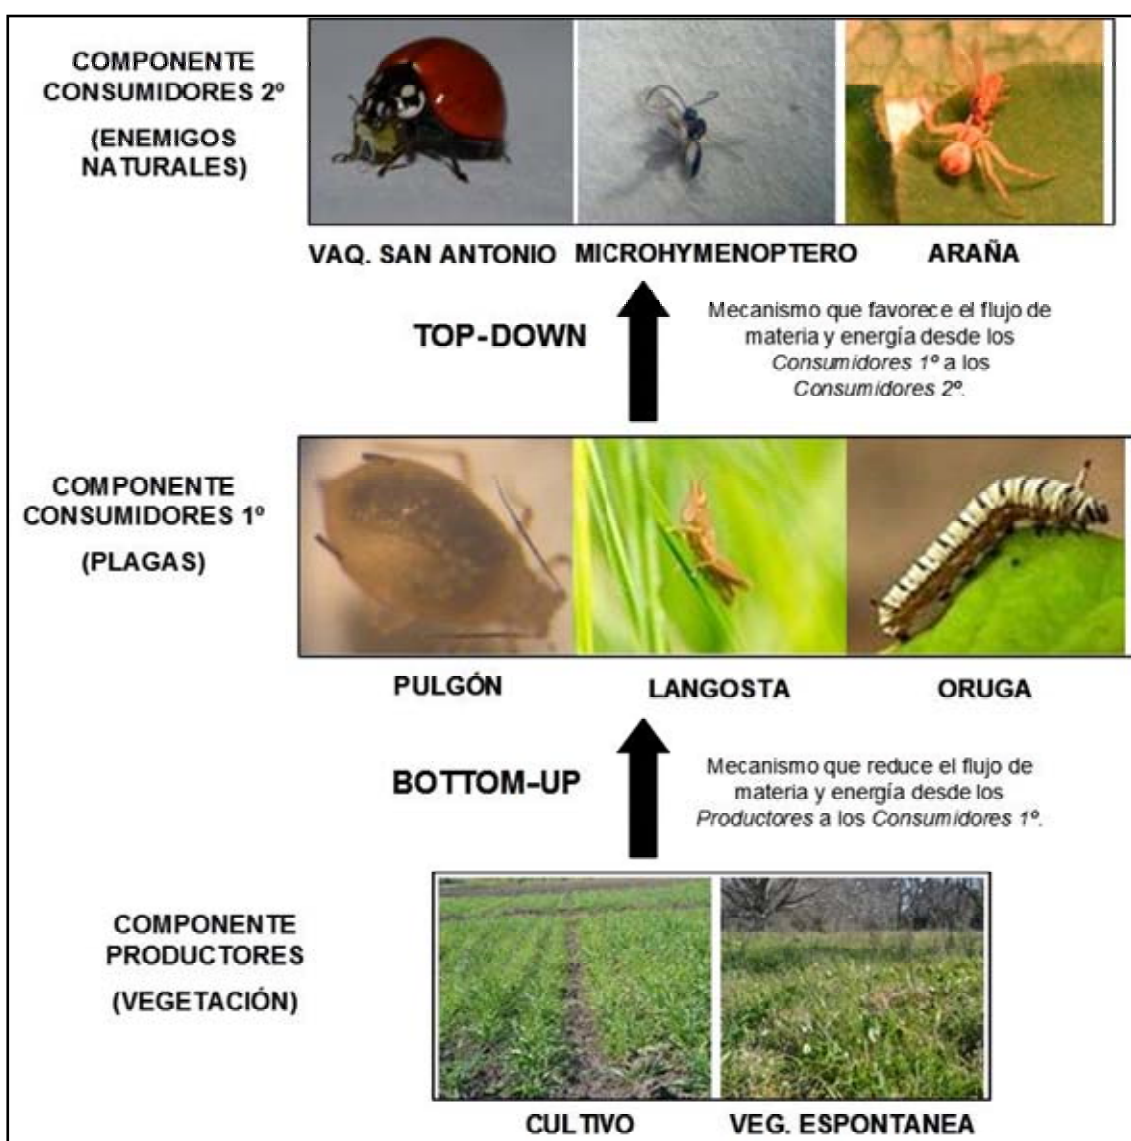 COMPONENTE
CONSUMIDORES 2º
(ENEMIGOS
NATURALES)
VAQ. SAN ANTONIO
MICROHYMENOPTERO
ARAÑA
TOP-DOWN
Mecanismo que favorece el flujo de
materia y energía desde los
Consumidores 1º a los
Consumidores 2º.
COMPONENTE
CONSUMIDORES 1º
(PLAGAS)
PULGÓN
LANGOSTA
ORUGA
BOTTOM-UP
Mecanismo que reduce el flujo de
materia y energía desde los
Productores a los Consumidores 1º.
COMPONENTE
PRODUCTORES
(VEGETACIÓN)
CULTIVO
VEG. ESPONTANEA